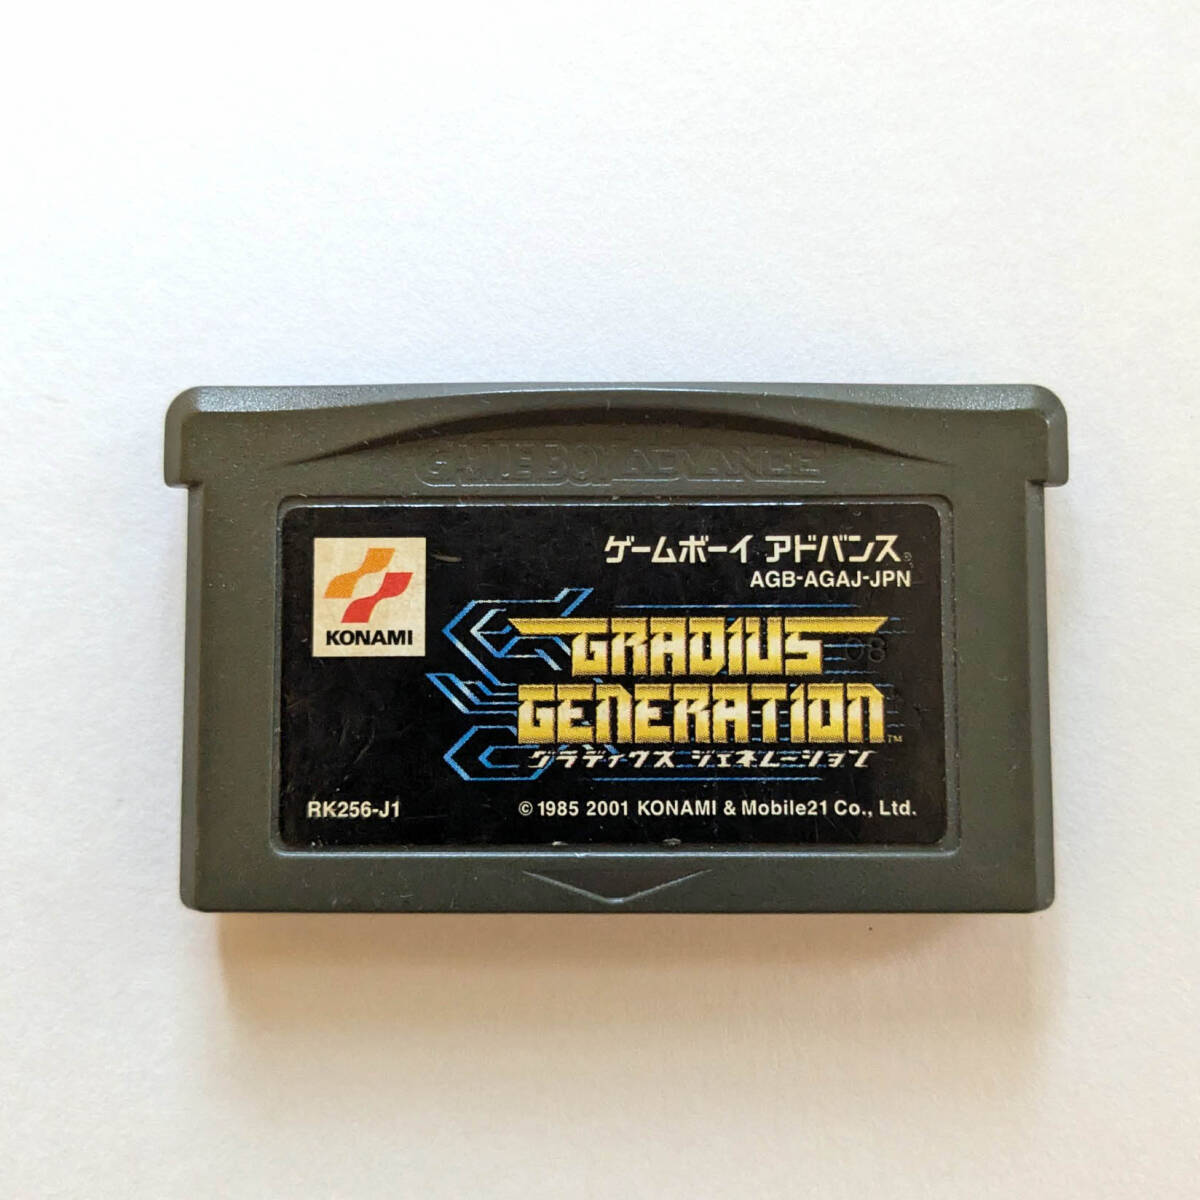 GAME BOY ADVANCE
ゲームボーイ アドバンス
AGB-AGAJ-JPN
KONAMI
GRADIUS 08
GENERATION™
グラディウス ジェネレーション
RK256-J1
© 1985 2001 KONAMI & Mobile21 Co., Ltd.